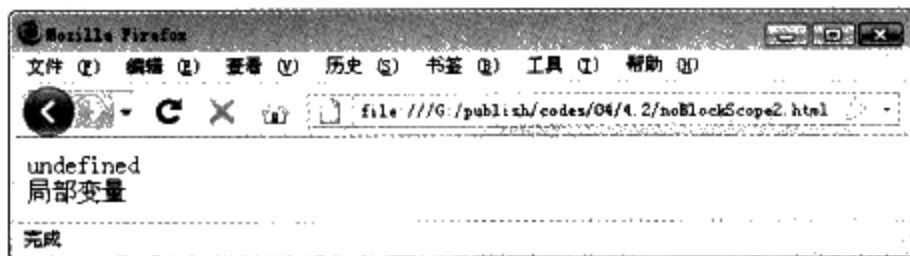 Mozilla Firefox
文件 (F) 编辑 (E) 查看 (V) 历史 (S) 书签 (B) 工具 (T) 帮助 (H)
file:///G:/publish/codes/04/4.2/noBlockScope2.html
undefined
局部变量
完成